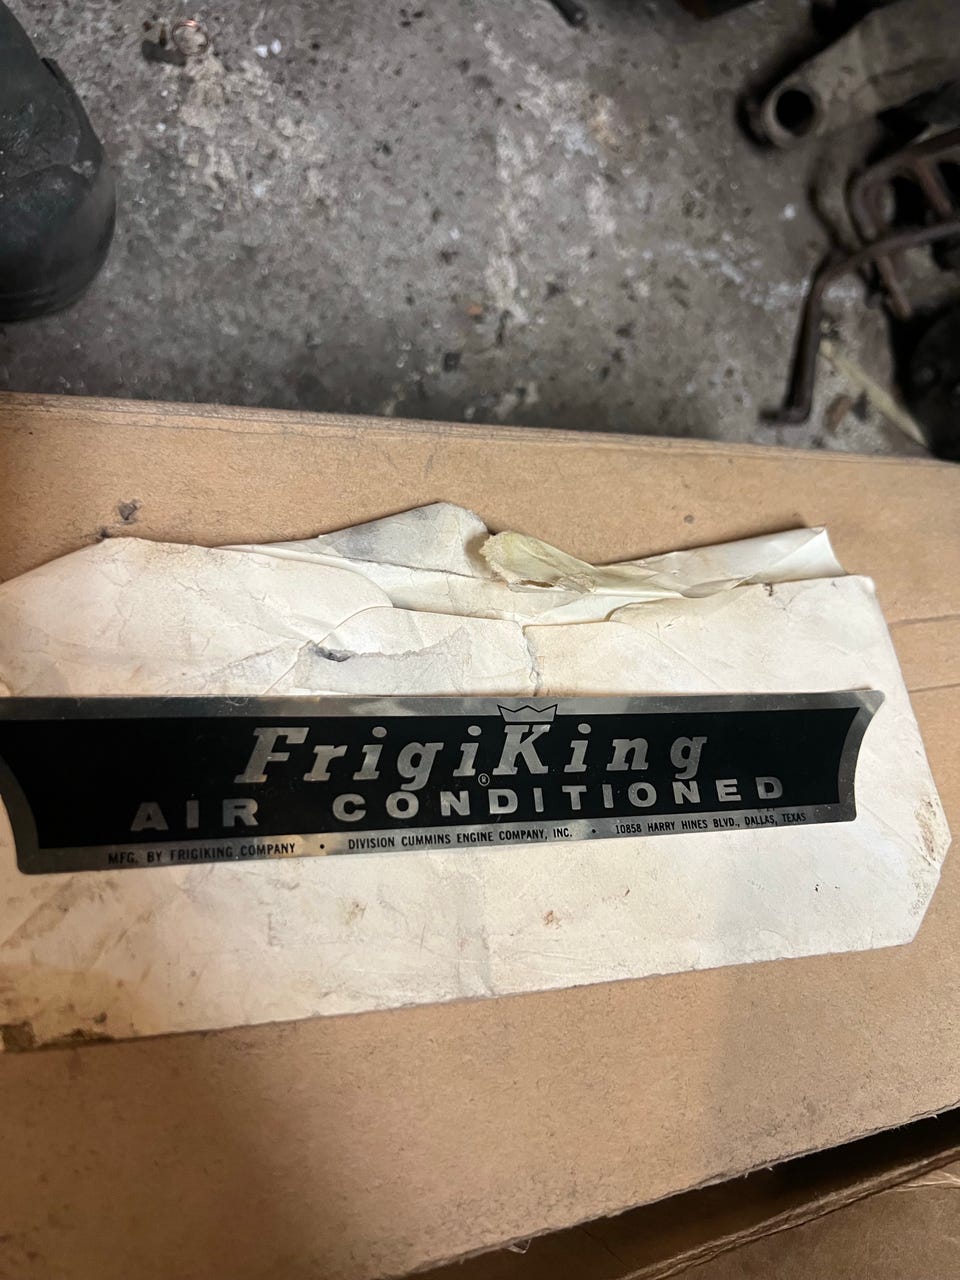 FrigiKing®
AIR CONDITIONED
MFG. BY FRIGIKING COMPANY • DIVISION CUMMINS ENGINE COMPANY, INC. • 10858 HARRY HINES BLVD., DALLAS, TEXAS